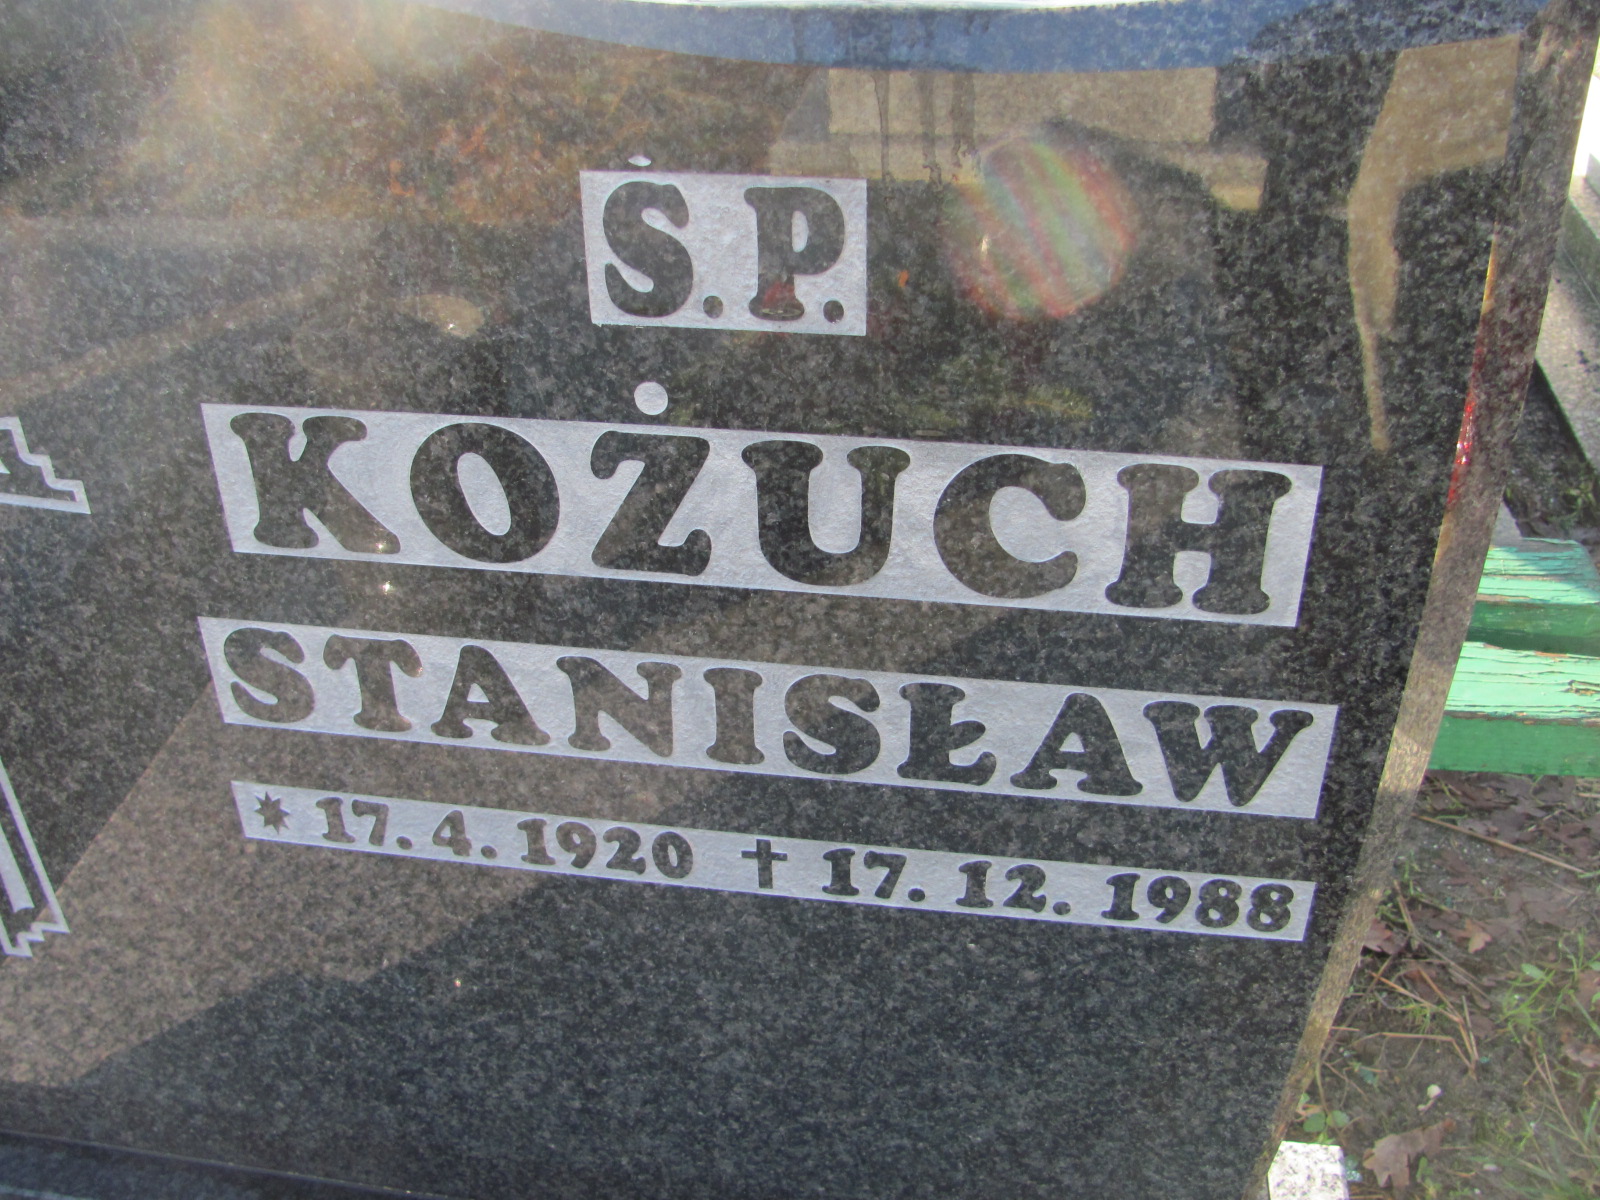 Ś.P.
KOŻUCH
STANISŁAW
* 17. 4. 1920 † 17. 12. 1988